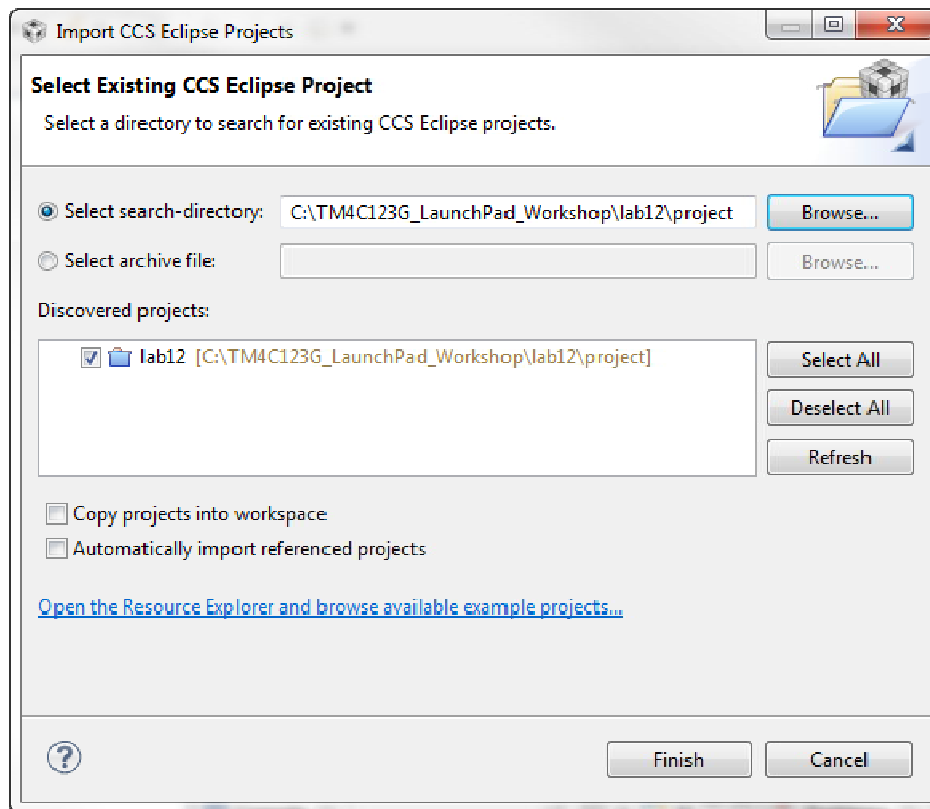 Import CCS Eclipse Projects
Select Existing CCS Eclipse Project
Select a directory to search for existing CCS Eclipse projects.
Select search-directory: C:\TM4C123G_LaunchPad_Workshop\lab12\project Browse...
Select archive file: Browse...
Discovered projects:
lab12 [C:\TM4C123G_LaunchPad_Workshop\lab12\project] Select All
Deselect All
Refresh
Copy projects into workspace
Automatically import referenced projects
Open the Resource Explorer and browse available example projects...
? Finish Cancel